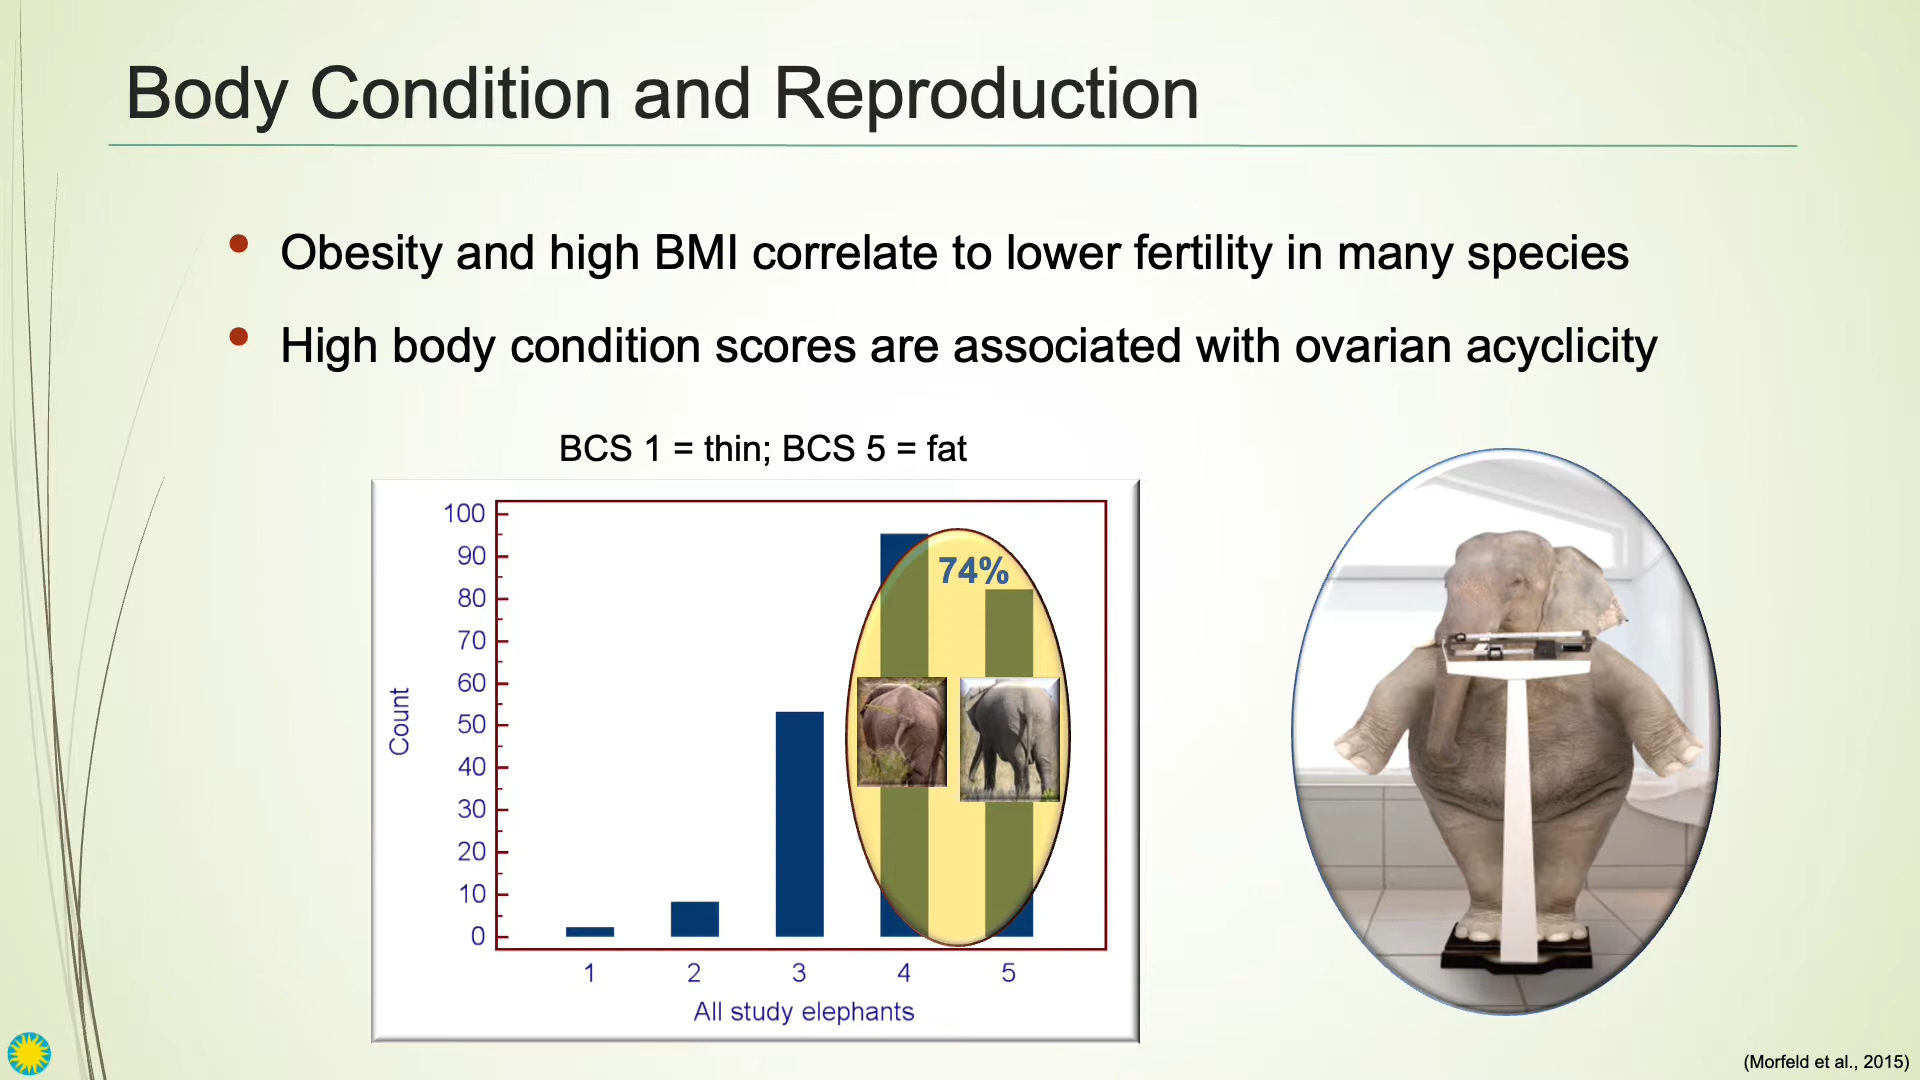 Body Condition and Reproduction
• Obesity and high BMI correlate to lower fertility in many species
• High body condition scores are associated with ovarian acyclicity
BCS 1 = thin; BCS 5 = fat
100
90
80
70
60
50
40
30
20
10
0
Count
74%
1 2 3 4 5
All study elephants
(Morfeld et al., 2015)